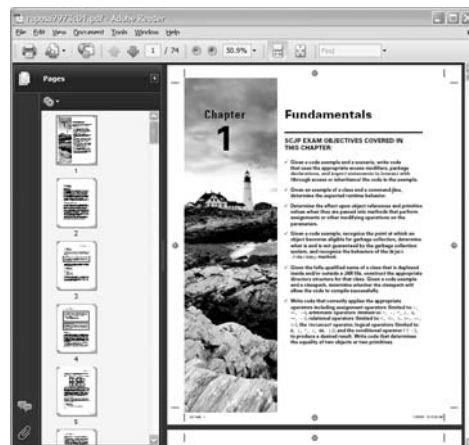 raposa7973c01.pdf - Adobe Reader
File Edit View Document Tools Window Help
1 / 74 50.9% Find
Pages
1
2
3
4
5
Chapter
1
Fundamentals
SCJP EXAM OBJECTIVES COVERED IN
THIS CHAPTER:
✓ Given a code example and a scenario, write code
that uses the appropriate access modifiers, package
declarations, and import statements to interact with
(through access or inheritance) the code in the example.
✓ Given an example of a class and a command-line,
determine the expected runtime behavior.
✓ Determine the effect upon object references and primitive
values when they are passed into methods that perform
assignments or other modifying operations on the
parameters.
✓ Given a code example, recognize the point at which an
object becomes eligible for garbage collection, determine
what is and is not guaranteed by the garbage collection
system, and recognize the behaviors of the Object
method.
✓ Given the fully-qualified name of a class that is deployed
inside and/or outside a JAR file, construct the appropriate
directory structure for that class. Given a code example
and a classpath, determine whether the classpath will
allow the code to compile successfully.
✓ Write code that correctly applies the appropriate
operators including assignment operators (limited to
arithmetic operators (limited to
relational operators (limited to
the instanceof operator, logical operators (limited to
and the conditional operator
to produce a desired result. Write code that determines
the equality of two objects or two primitives.